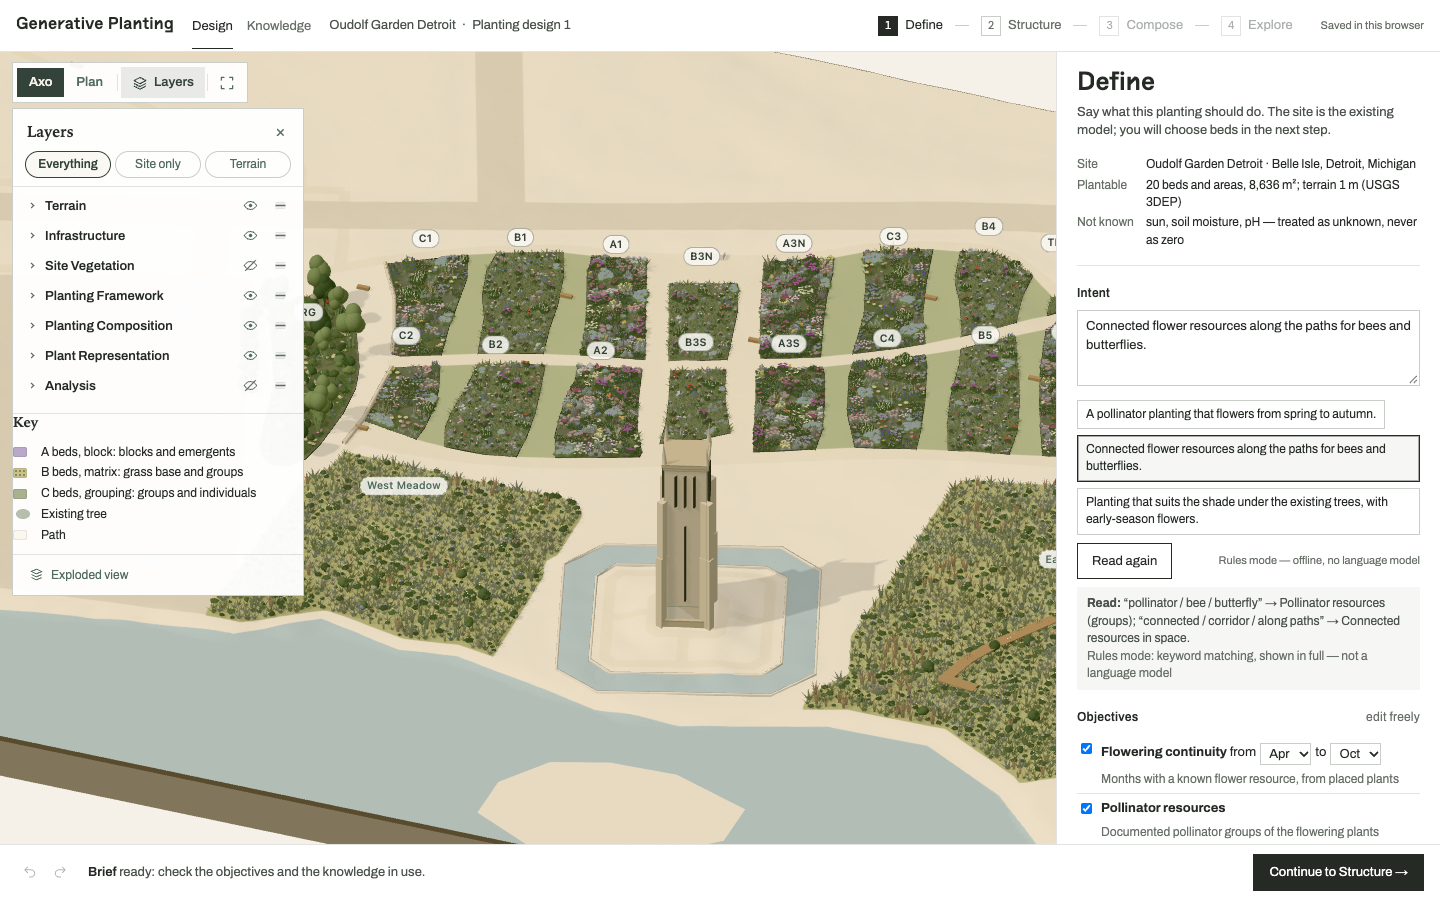 Generative Planting
Design
Knowledge
Oudolf Garden Detroit · Planting design 1
1 Define — 2 Structure — 3 Compose — 4 Explore
Saved in this browser
Axo
Plan
Layers
Layers
Everything
Site only
Terrain
Terrain
Infrastructure
Site Vegetation
Planting Framework
Planting Composition
Plant Representation
Analysis
Key
A beds, block: blocks and emergents
B beds, matrix: grass base and groups
C beds, grouping: groups and individuals
Existing tree
Path
Exploded view
C1
B1
A1
B3N
A3N
C3
B4
C2
B2
A2
B3S
A3S
C4
B5
West Meadow
Define
Say what this planting should do. The site is the existing
model; you will choose beds in the next step.
Site Oudolf Garden Detroit · Belle Isle, Detroit, Michigan
Plantable 20 beds and areas, 8,636 m²; terrain 1 m (USGS
3DEP)
Not known sun, soil moisture, pH — treated as unknown, never
as zero
Intent
Connected flower resources along the paths for bees and
butterflies.
A pollinator planting that flowers from spring to autumn.
Connected flower resources along the paths for bees and
butterflies.
Planting that suits the shade under the existing trees, with
early-season flowers.
Read again
Rules mode — offline, no language model
Read: “pollinator / bee / butterfly” → Pollinator resources
(groups); “connected / corridor / along paths” → Connected
resources in space.
Rules mode: keyword matching, shown in full — not a
language model
Objectives
edit freely
Flowering continuity from Apr to Oct
Months with a known flower resource, from placed plants
Pollinator resources
Documented pollinator groups of the flowering plants
Brief ready: check the objectives and the knowledge in use.
Continue to Structure →